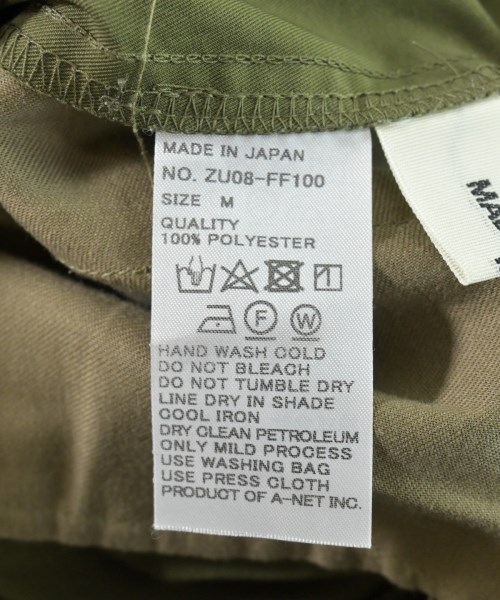 MADE IN JAPAN
NO. ZU08-FF100
SIZE M
QUALITY
100% POLYESTER
F W
HAND WASH COLD
DO NOT BLEACH
DO NOT TUMBLE DRY
LINE DRY IN SHADE
COOL IRON
DRY CLEAN PETROLEUM
ONLY MILD PROCESS
USE WASHING BAG
USE PRESS CLOTH
PRODUCT OF A-NET INC.